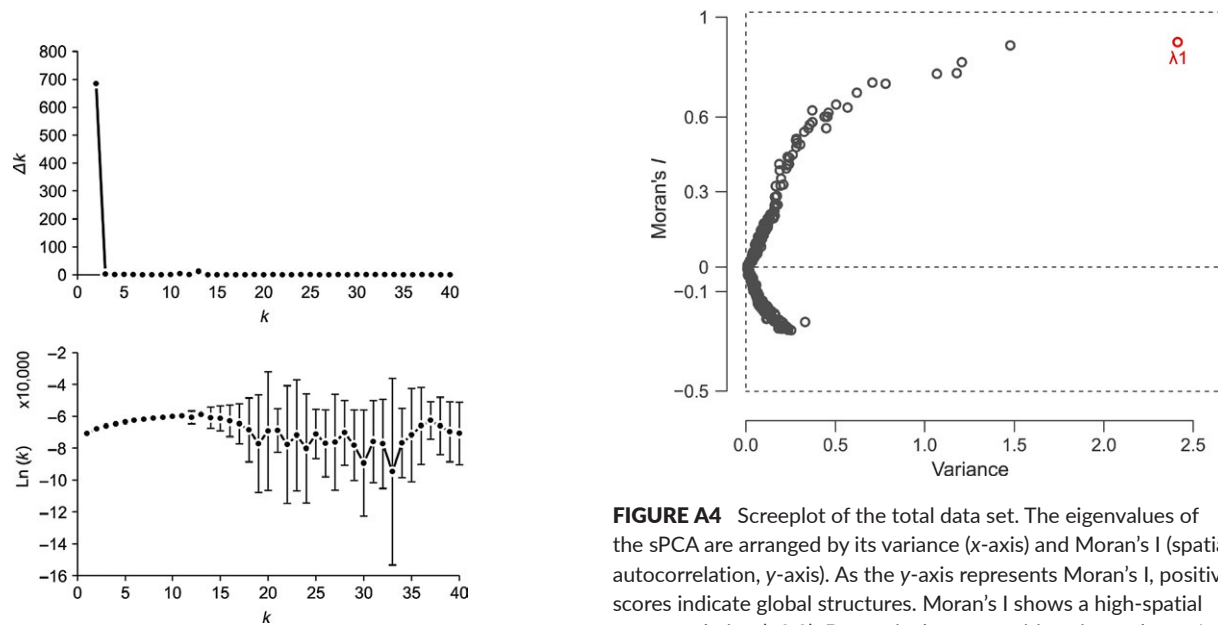 800
700
600
500
400
300
200
100
0
Δk
0 5 10 15 20 25 30 35 40
k
x10,000
−2
−4
−6
−8
−10
−12
−14
−16
Ln (k)
0 5 10 15 20 25 30 35 40
k
1
0.6
0.3
0
−0.1
−0.5
Moran's I
λ1
0.0 0.5 1.0 1.5 2.0 2.5
Variance
FIGURE A4 Screeplot of the total data set. The eigenvalues of
the sPCA are arranged by its variance (x-axis) and Moran's I (spatia
autocorrelation, y-axis). As the y-axis represents Moran's I, positiv
scores indicate global structures. Moran's I shows a high-spatial